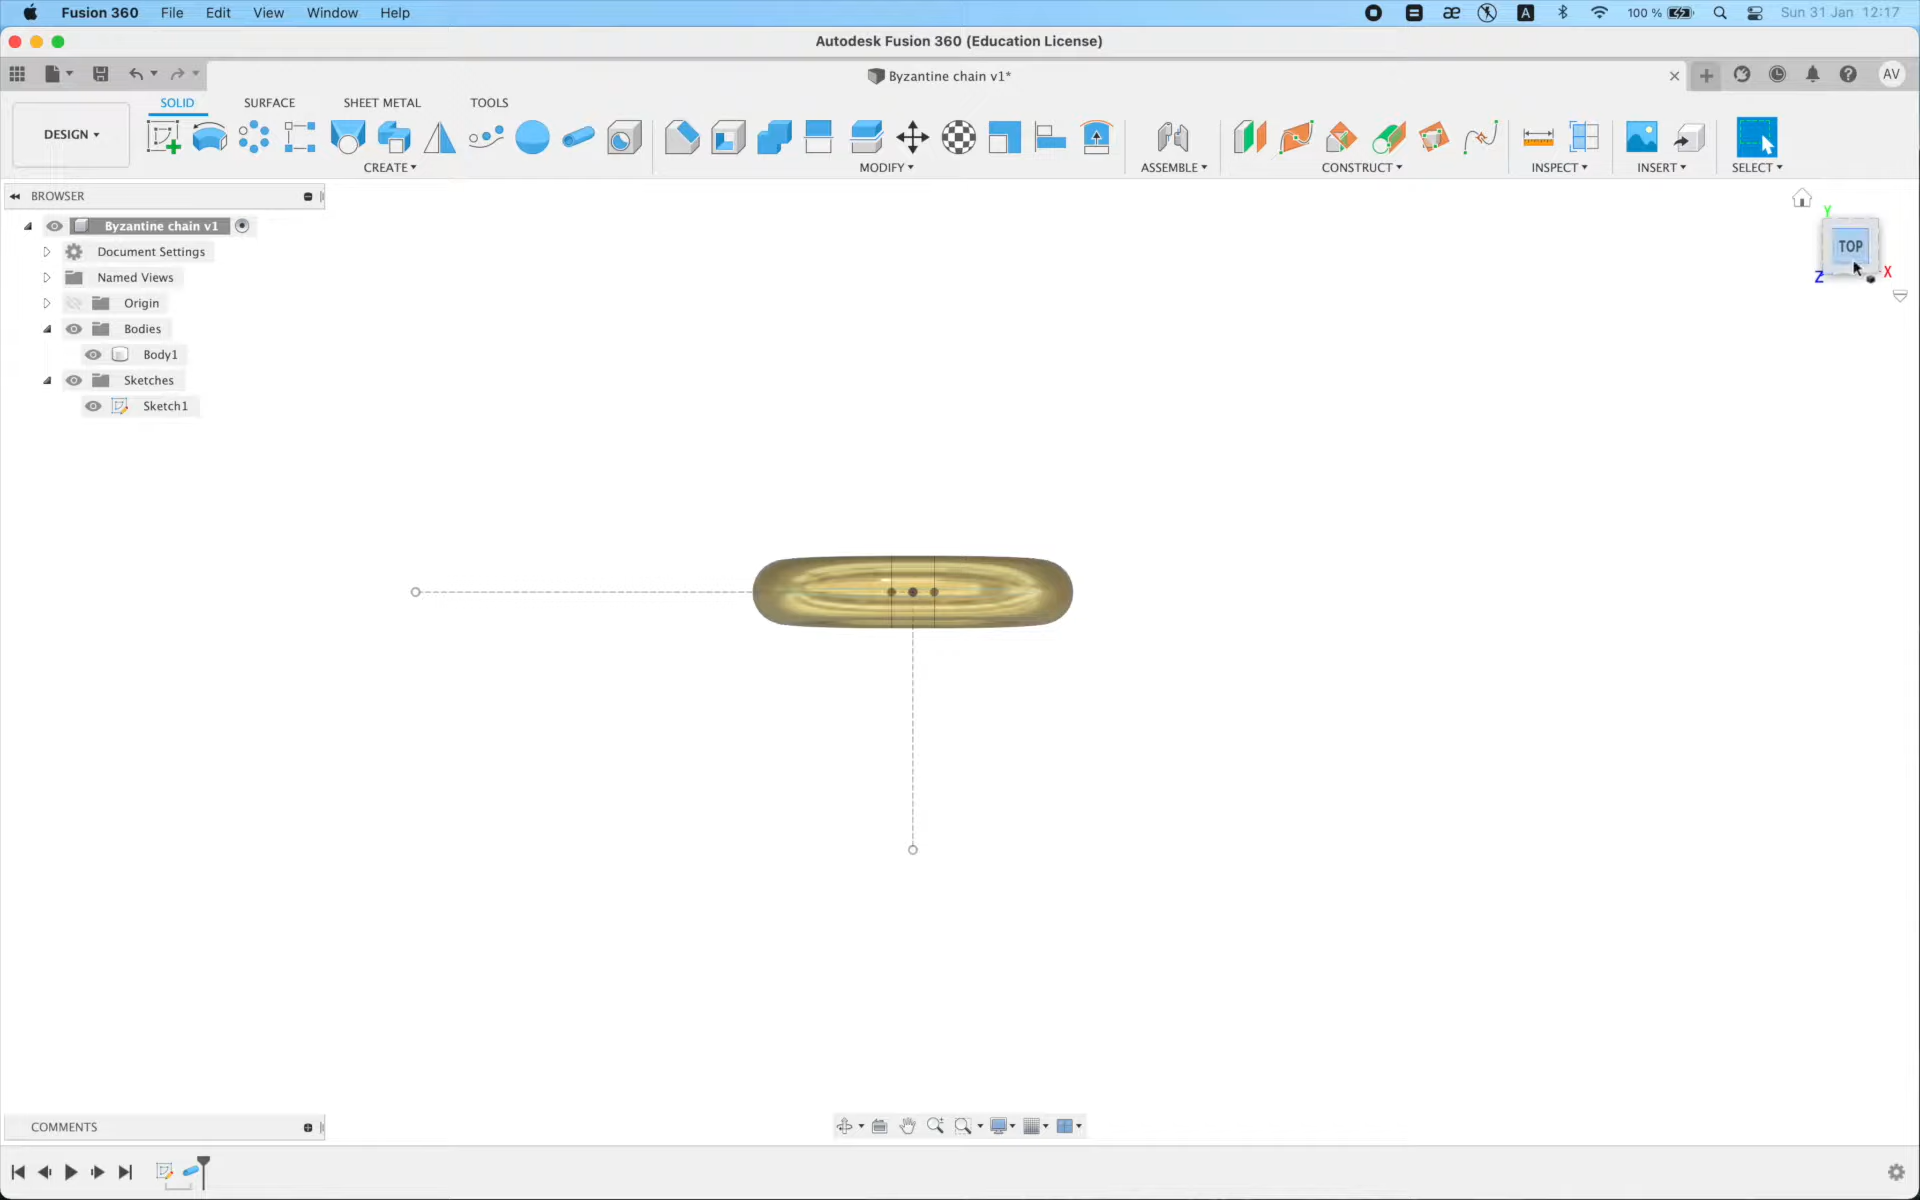 Fusion 360 File Edit View Window Help
æ A 100 % Sun 31 Jan 12:17
Autodesk Fusion 360 (Education License)
Byzantine chain v1*
AV
SOLID SURFACE SHEET METAL TOOLS
DESIGN
CREATE MODIFY ASSEMBLE CONSTRUCT INSPECT INSERT SELECT
BROWSER
Byzantine chain v1
Document Settings
Named Views
Origin
Bodies
Body1
Sketches
Sketch1
Y
TOP
Z X
COMMENTS